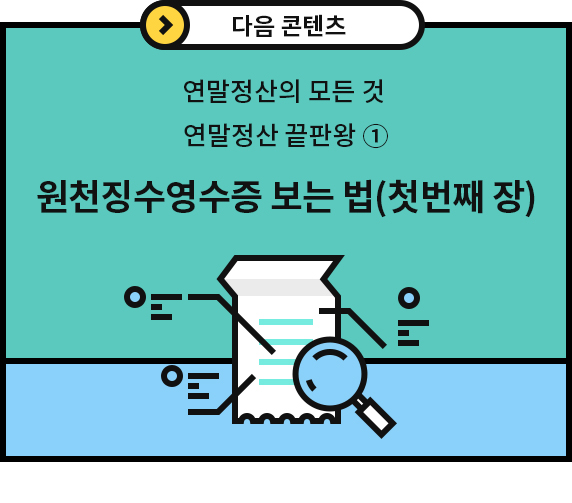 다음 콘텐츠
연말정산의 모든 것
연말정산 끝판왕 ①
원천징수영수증 보는 법(첫번째 장)